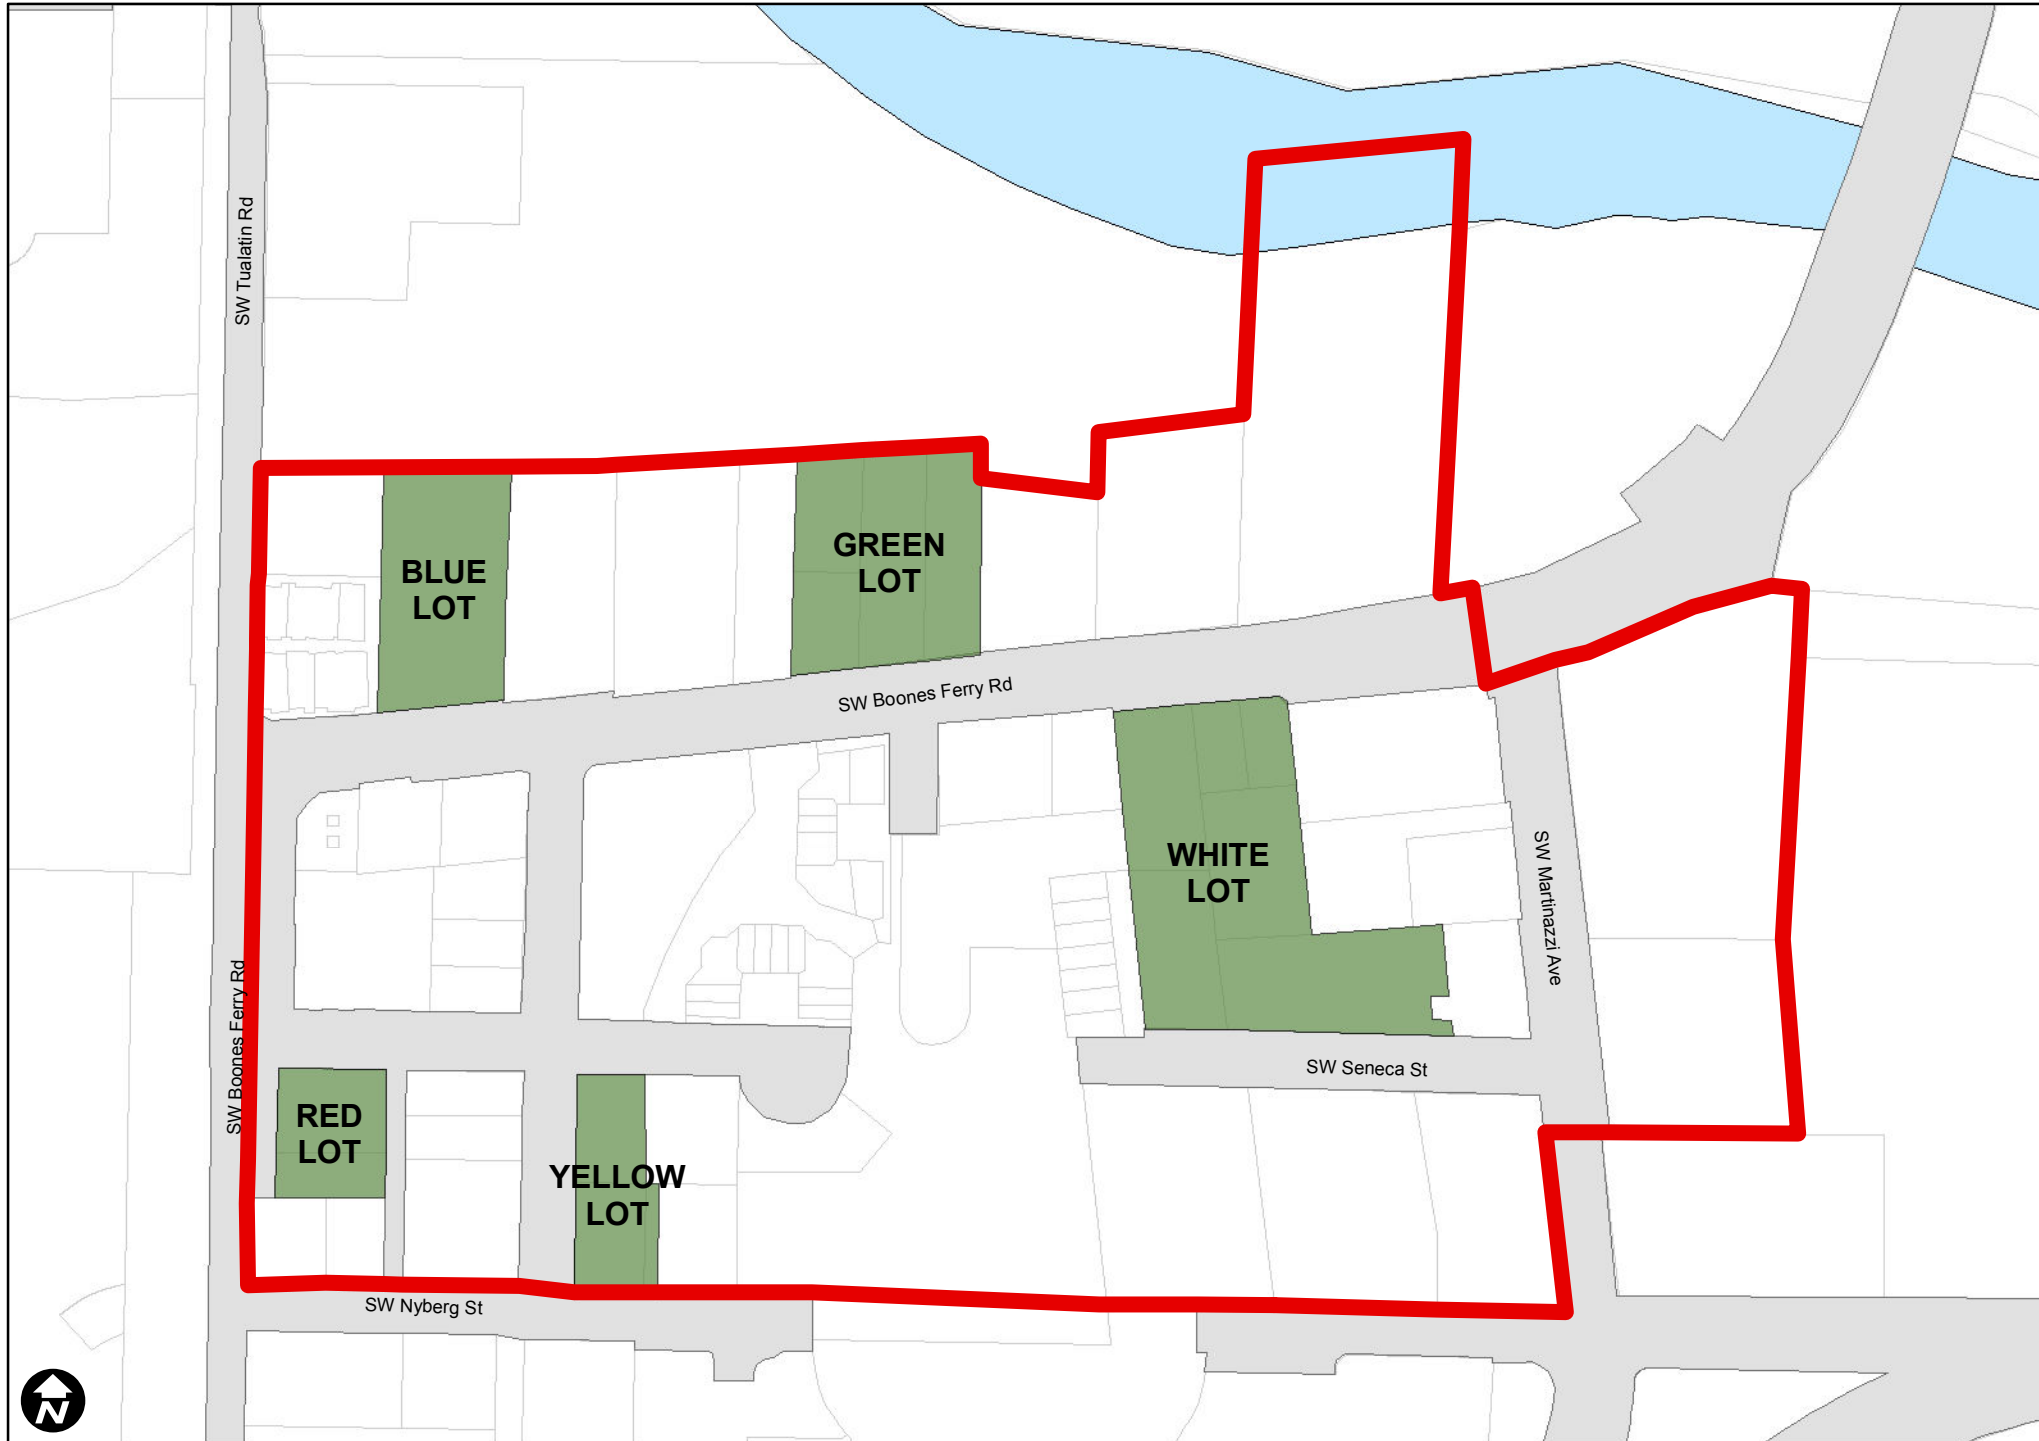 SW Tualatin Rd
BLUE
LOT
GREEN
LOT
SW Boones Ferry Rd
WHITE
LOT
SW Martinazzi Ave
SW Boones Ferry Rd
SW Seneca St
RED
LOT
YELLOW
LOT
SW Nyberg St
N